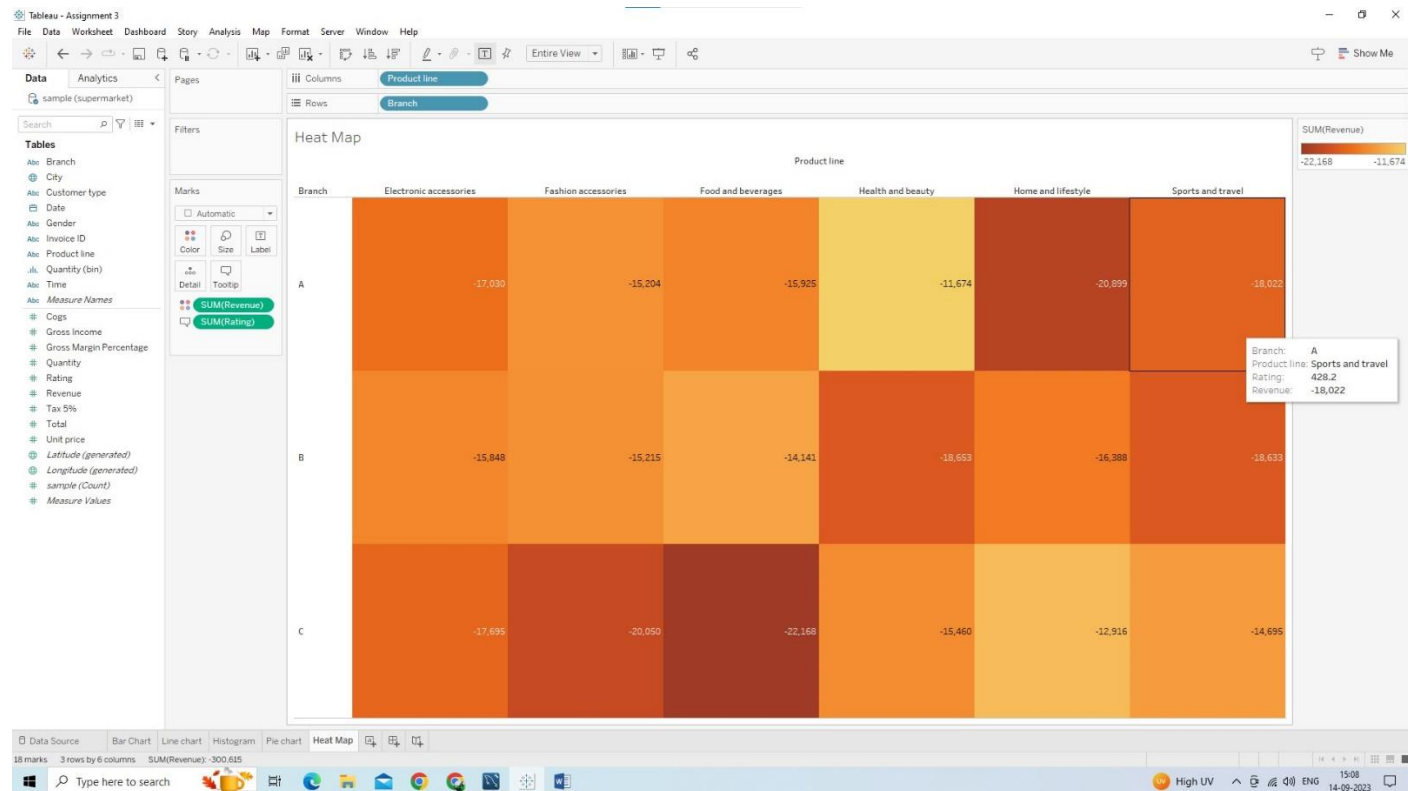 Tableau - Assignment 3
File Data Worksheet Dashboard Story Analysis Map Format Server Window Help
Entire View
Show Me
Data Analytics
sample (supermarket)
Search
Tables
Abc Branch
City
Abc Customer type
Date
Abc Gender
Abc Invoice ID
Abc Product line
Quantity (bin)
Abc Time
Abc Measure Names
# Cogs
# Gross Income
# Gross Margin Percentage
# Quantity
# Rating
# Revenue
# Tax 5%
# Total
# Unit price
Latitude (generated)
Longitude (generated)
# sample (Count)
# Measure Values
Pages
Filters
Marks
Automatic
Color Size Label
Detail Tooltip
SUM(Revenue)
SUM(Rating)
Columns Product line
Rows Branch
Heat Map
Product line
Branch Electronic accessories Fashion accessories Food and beverages Health and beauty Home and lifestyle Sports and travel
A -17,030 -15,204 -15,925 -11,674 -20,899 -18,022
B -15,848 -15,215 -14,141 -18,653 -16,388 -18,633
C -17,695 -20,050 -22,168 -15,460 -12,916 -14,695
Branch: A
Product line: Sports and travel
Rating: 428.2
Revenue: -18,022
SUM(Revenue)
-22,168 -11,674
Data Source Bar Chart Line chart Histogram Pie chart Heat Map
18 marks 3 rows by 6 columns SUM(Revenue): -300,615
Type here to search
High UV ENG 15:08
14-09-2023